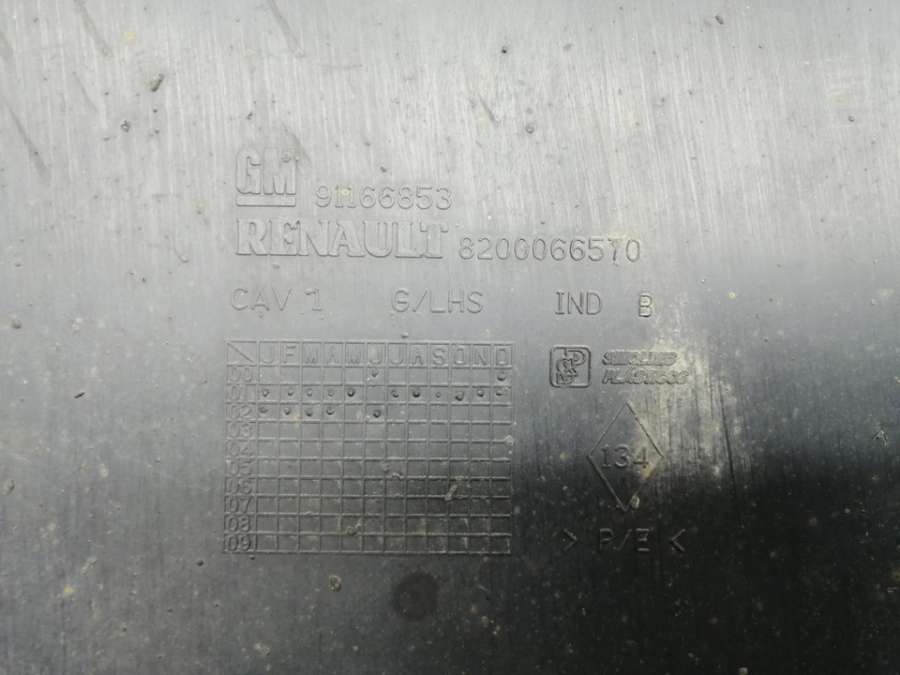 GM 91166853
RENAULT 8200066570
CAV 1 G/LHS IND B
J F M A M J J A S O N D
00
01
02
03
04
05
06
07
08
09
134
> P/E <